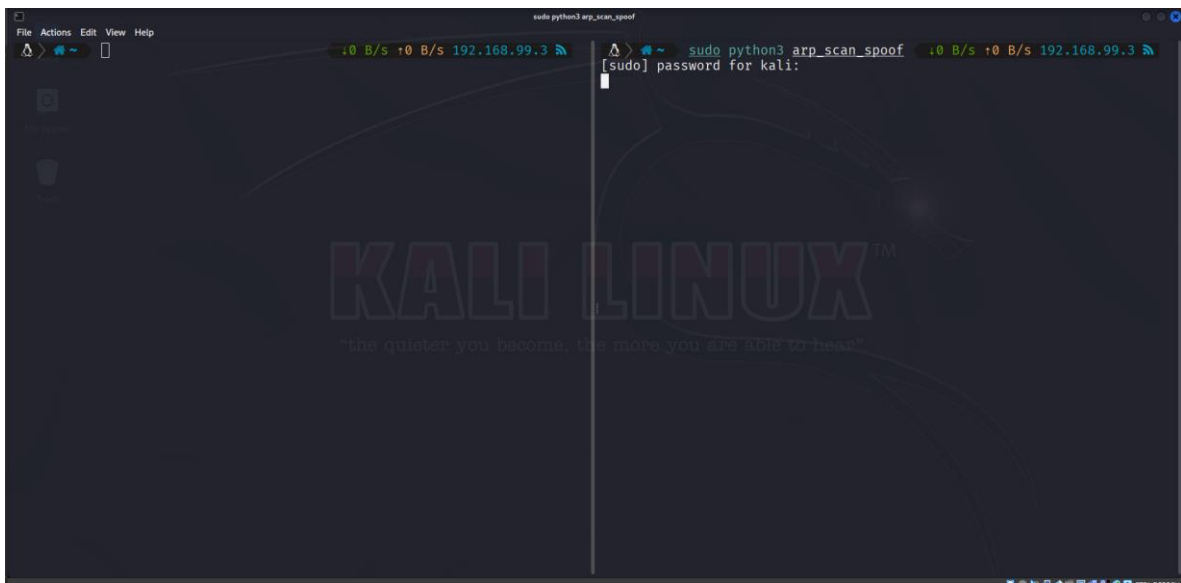 sudo python3 arp_scan_spoof
File Actions Edit View Help
~ ↓0 B/s ↑0 B/s 192.168.99.3
~ sudo python3 arp_scan_spoof ↓0 B/s ↑0 B/s 192.168.99.3
[sudo] password for kali:
KALI LINUX™
"the quieter you become, the more you are able to hear"